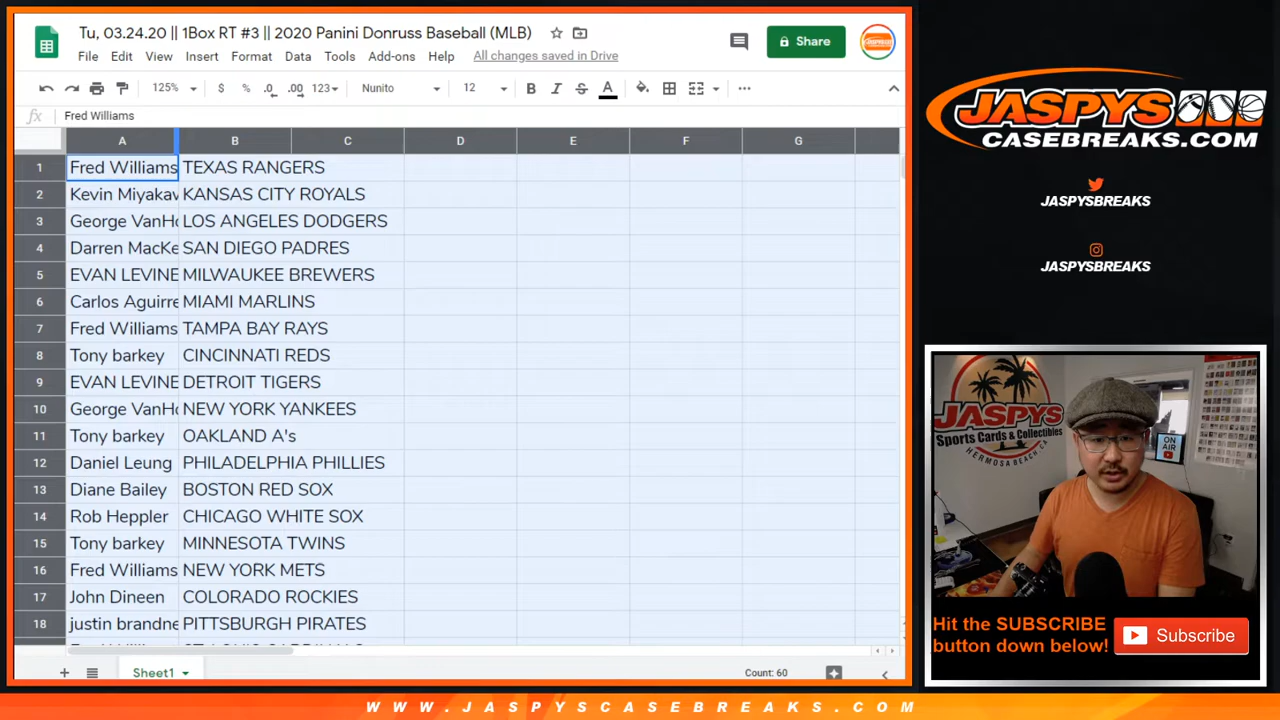 Tu, 03.24.20 || 1Box RT #3 || 2020 Panini Donruss Baseball (MLB)
File Edit View Insert Format Data Tools Add-ons Help All changes saved in Drive
Share
125% $ % .0 .00 123 Nunito 12 B I S A
fx Fred Williams
A B C D E F G
1 Fred Williams TEXAS RANGERS
2 Kevin Miyakav KANSAS CITY ROYALS
3 George VanHo LOS ANGELES DODGERS
4 Darren MacKe SAN DIEGO PADRES
5 EVAN LEVINE MILWAUKEE BREWERS
6 Carlos Aguirre MIAMI MARLINS
7 Fred Williams TAMPA BAY RAYS
8 Tony barkey CINCINNATI REDS
9 EVAN LEVINE DETROIT TIGERS
10 George VanHo NEW YORK YANKEES
11 Tony barkey OAKLAND A's
12 Daniel Leung PHILADELPHIA PHILLIES
13 Diane Bailey BOSTON RED SOX
14 Rob Heppler CHICAGO WHITE SOX
15 Tony barkey MINNESOTA TWINS
16 Fred Williams NEW YORK METS
17 John Dineen COLORADO ROCKIES
18 justin brandne PITTSBURGH PIRATES
Sheet1 Count: 60
JASPYS
CASEBREAKS.COM
JASPYSBREAKS
JASPYSBREAKS
JASPYS
Sports Cards & Collectibles
HERMOSA BEACH, CA
ON AIR
Hit the SUBSCRIBE
button down below!
Subscribe
WWW.JASPYSCASEBREAKS.COM